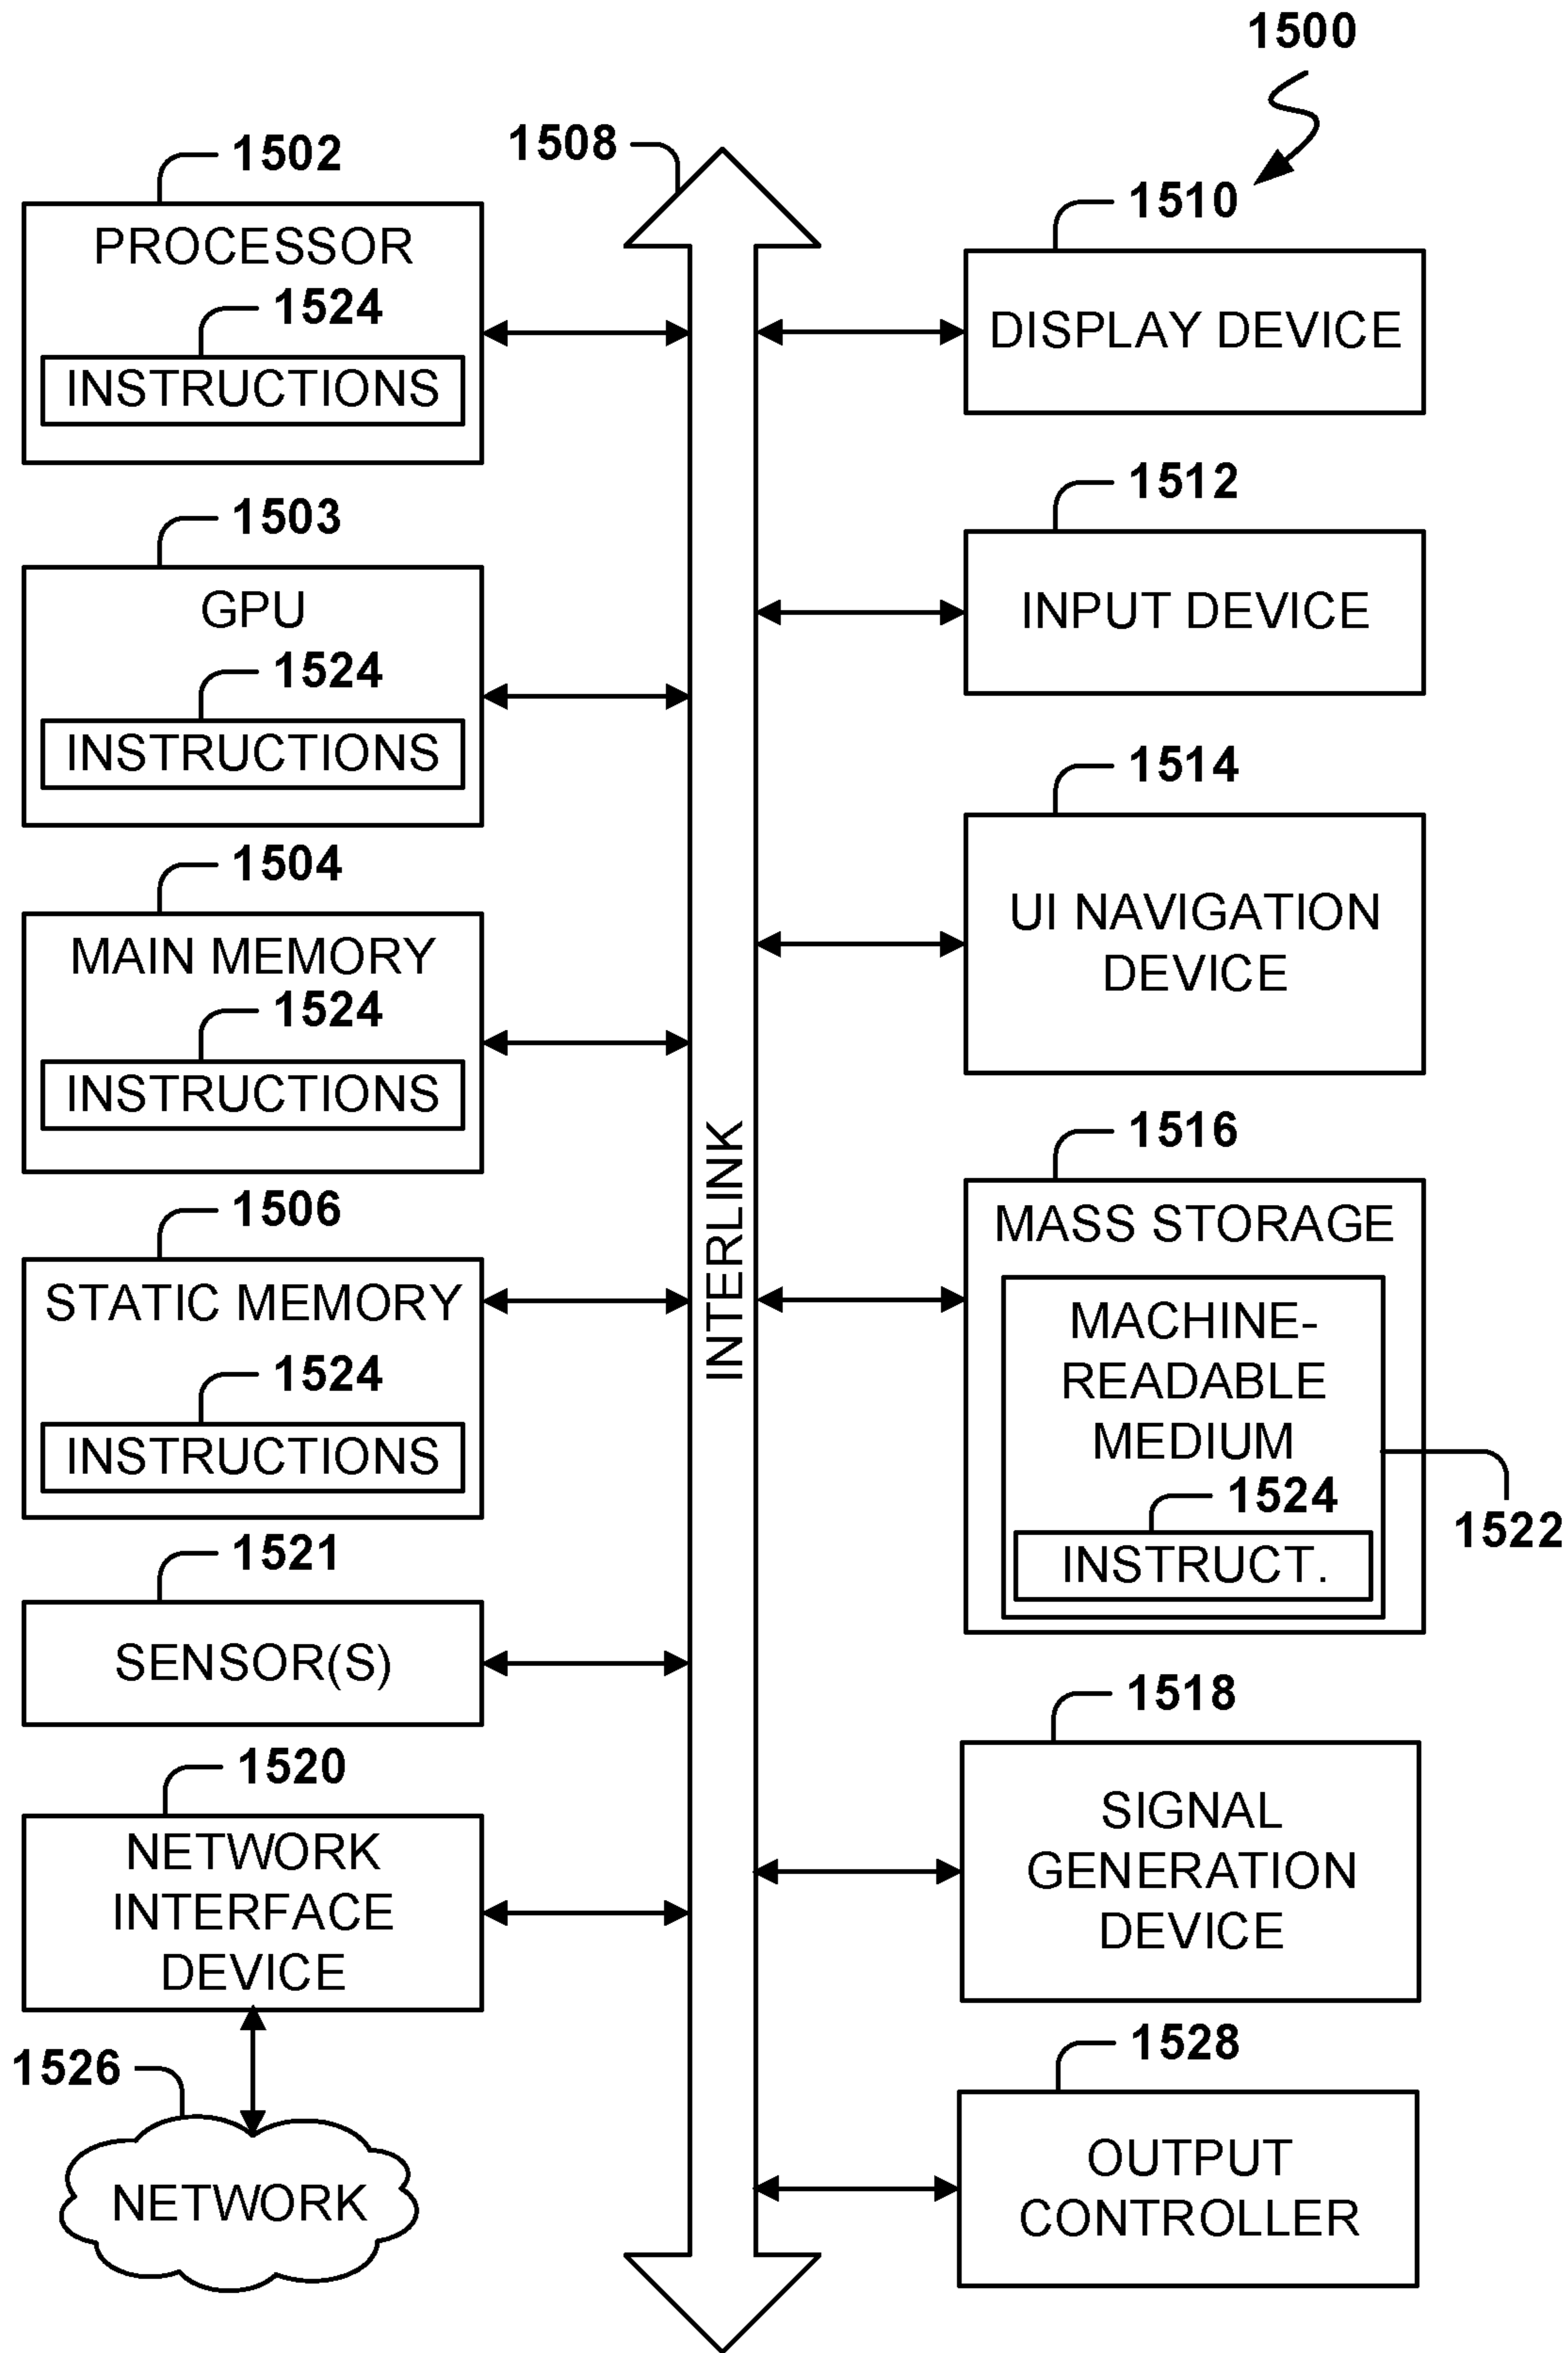 1500
1502
PROCESSOR
1524
INSTRUCTIONS
1503
GPU
1524
INSTRUCTIONS
1504
MAIN MEMORY
1524
INSTRUCTIONS
1506
STATIC MEMORY
1524
INSTRUCTIONS
1521
SENSOR(S)
1520
NETWORK
INTERFACE
DEVICE
1526
NETWORK
1508
INTERLINK
1510
DISPLAY DEVICE
1512
INPUT DEVICE
1514
UI NAVIGATION
DEVICE
1516
MASS STORAGE
MACHINE-
READABLE
MEDIUM
1524
INSTRUCT.
1522
1518
SIGNAL
GENERATION
DEVICE
1528
OUTPUT
CONTROLLER